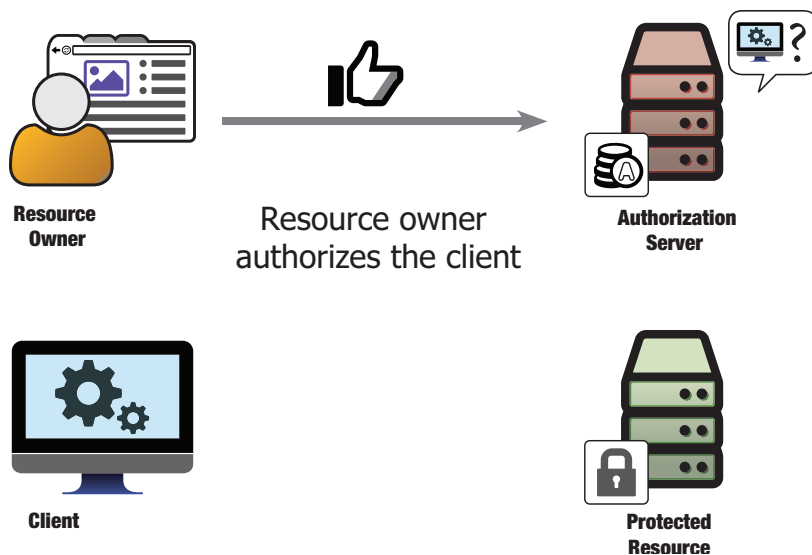 Resource
Owner
Resource owner
authorizes the client
A
?
Authorization
Server
Client
Protected
Resource